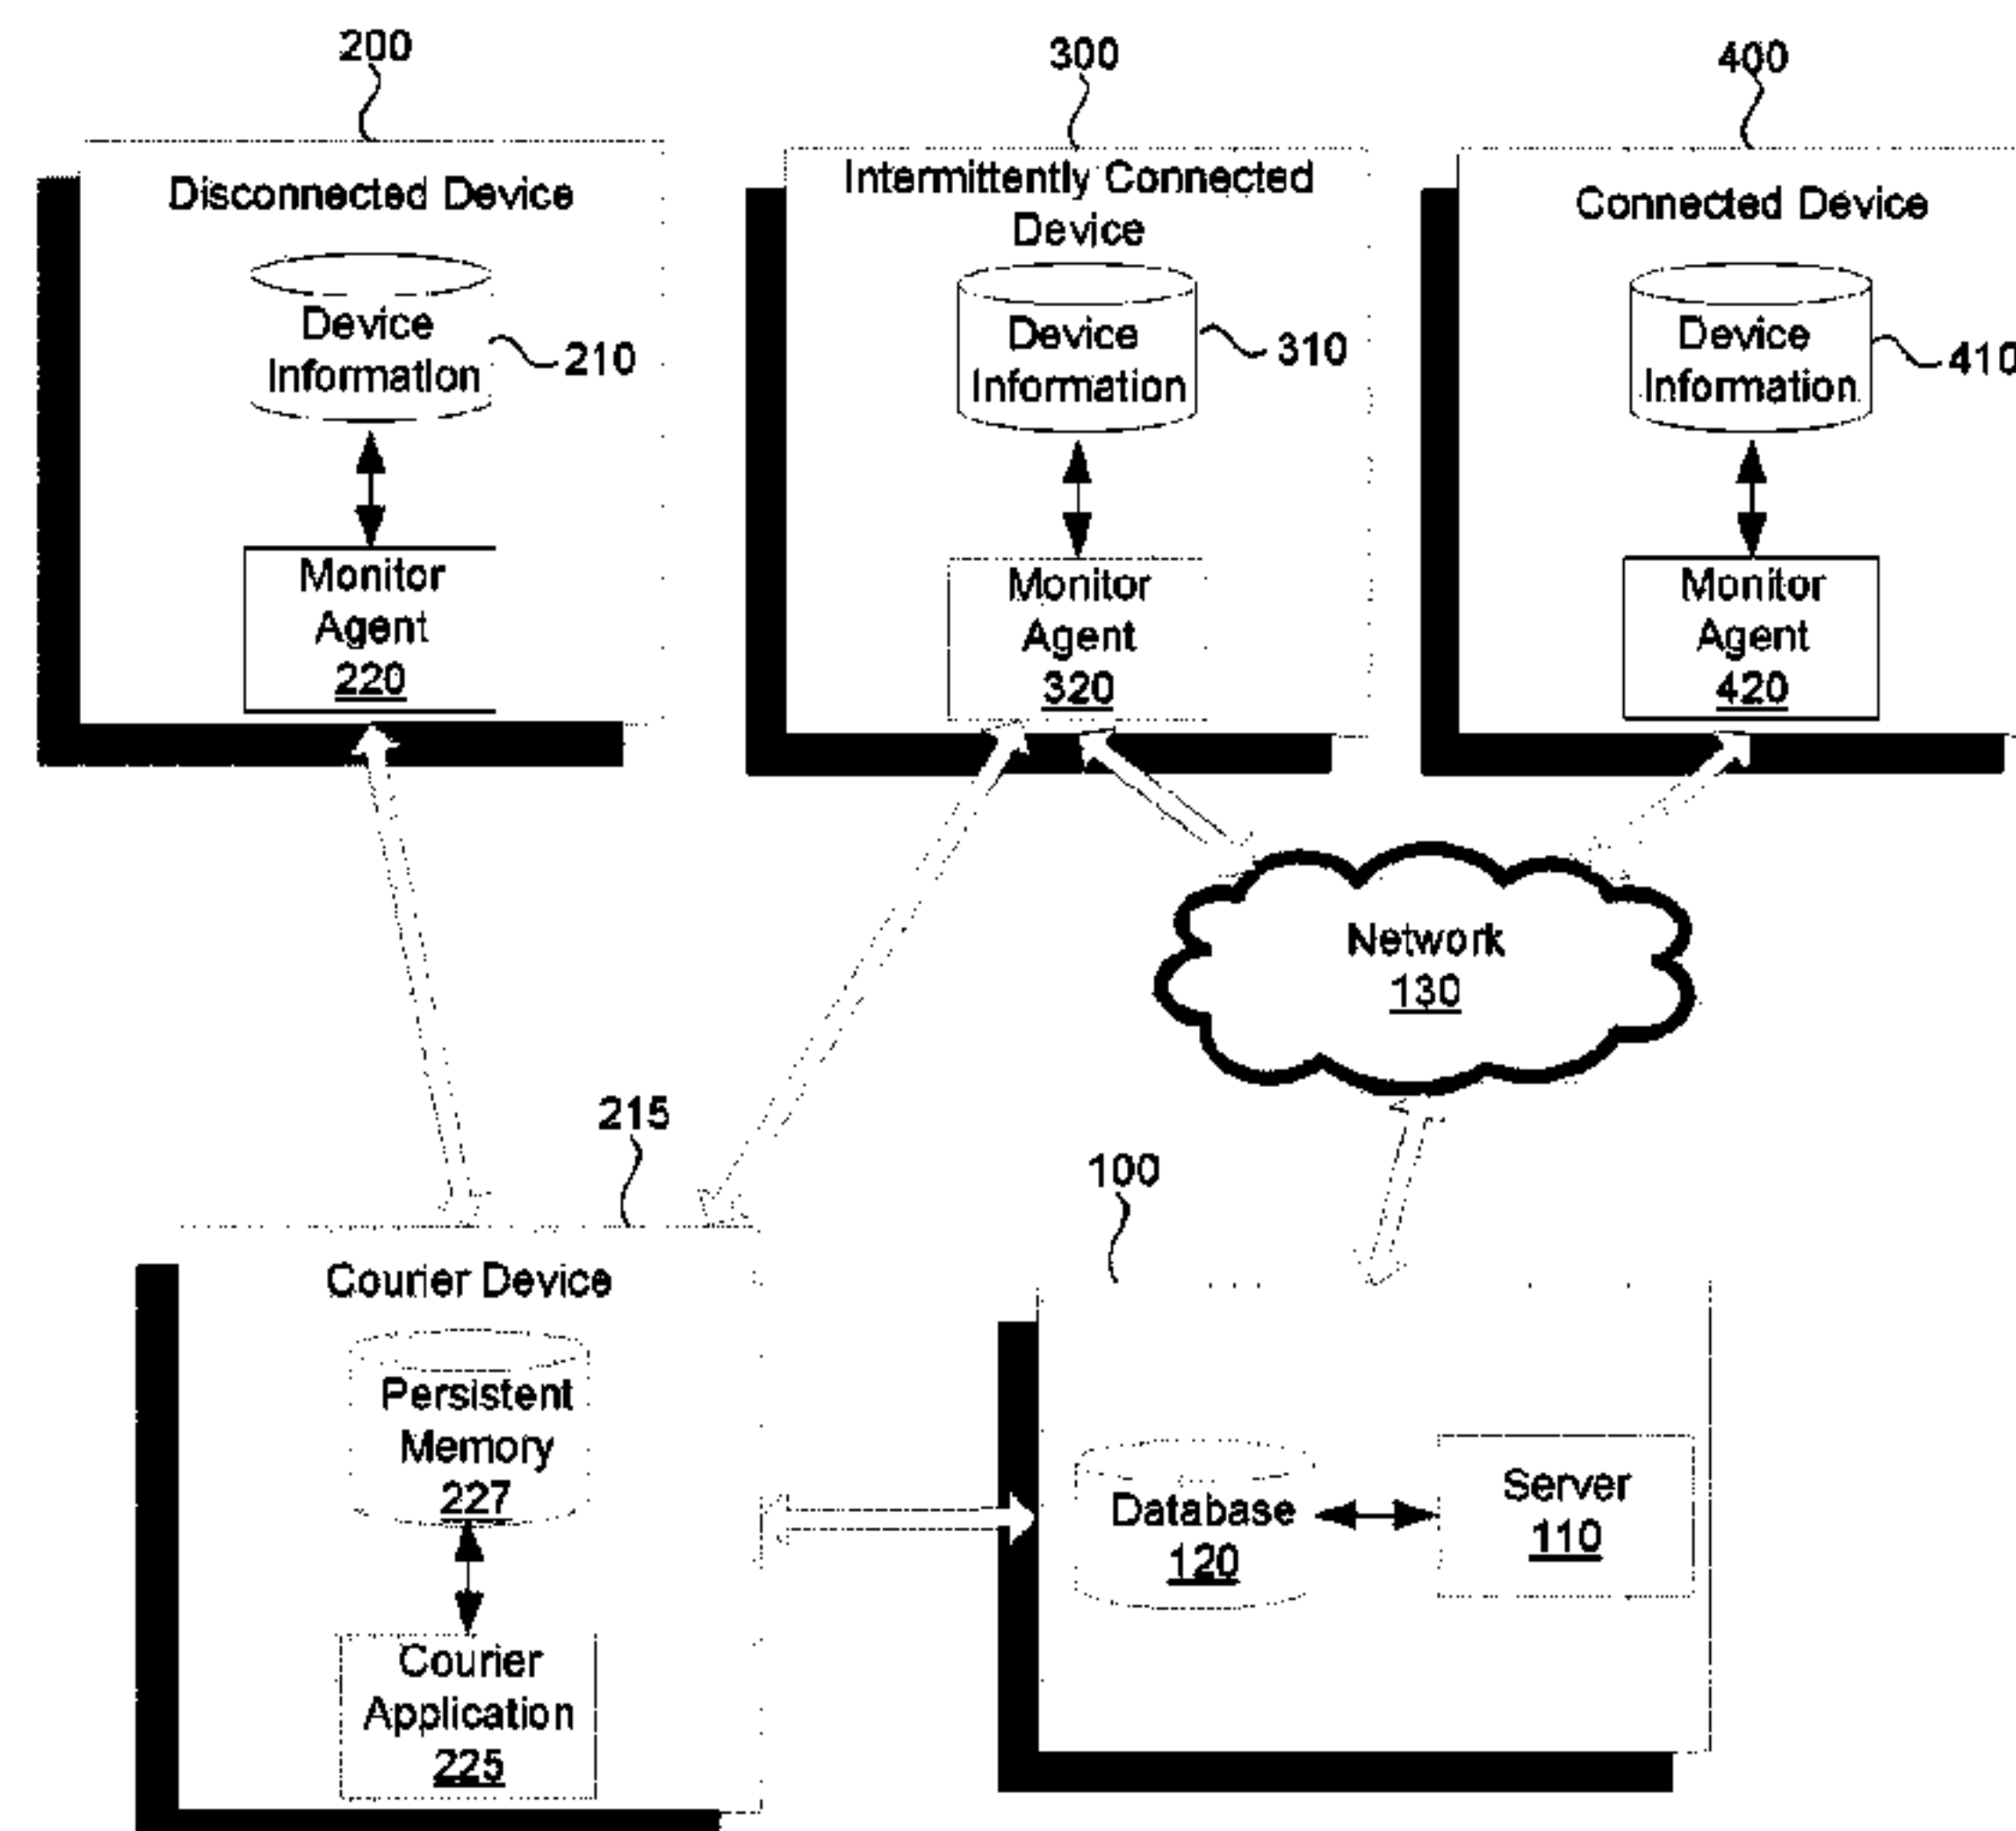 200
300
400
Disconnected Device
Intermittently Connected
Device
Connected Device
Device
Information
210
Device
Information
310
Device
Information
410
Monitor
Agent
220
Monitor
Agent
320
Monitor
Agent
420
Network
130
215
100
Courier Device
Persistent
Memory
227
Database
120
Server
110
Courier
Application
225